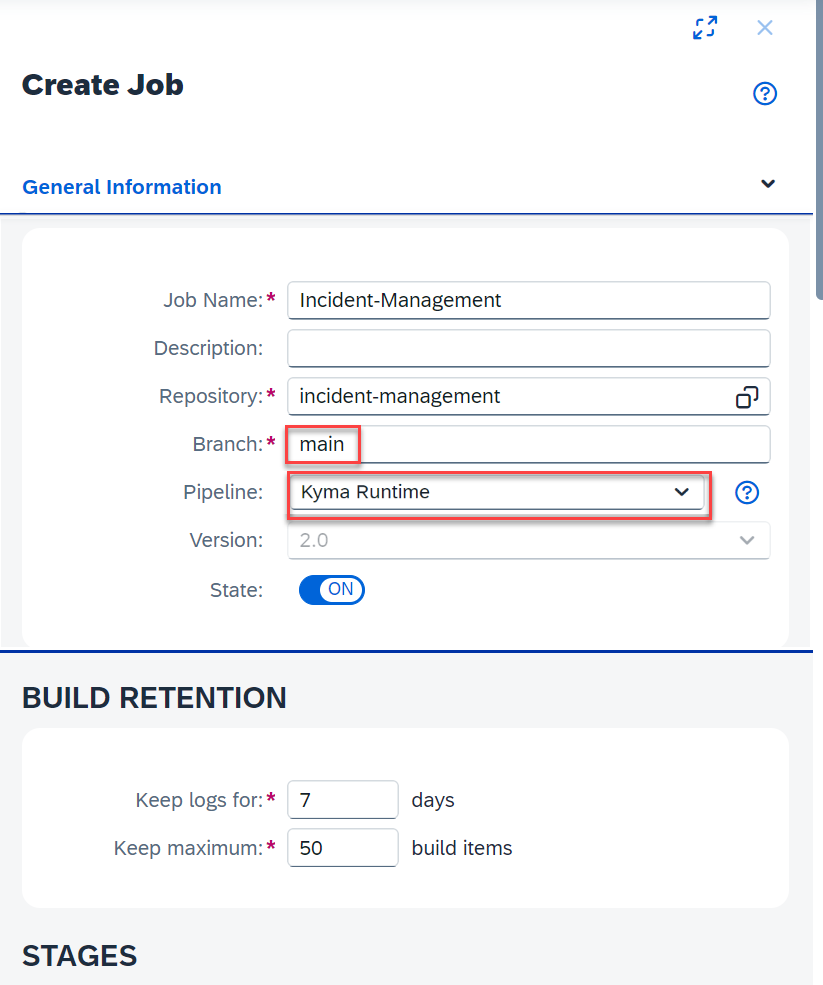 Create Job
General Information
Job Name:* Incident-Management
Description:
Repository:* incident-management
Branch:* main
Pipeline: Kyma Runtime
Version: 2.0
State: ON
BUILD RETENTION
Keep logs for:* 7 days
Keep maximum:* 50 build items
STAGES